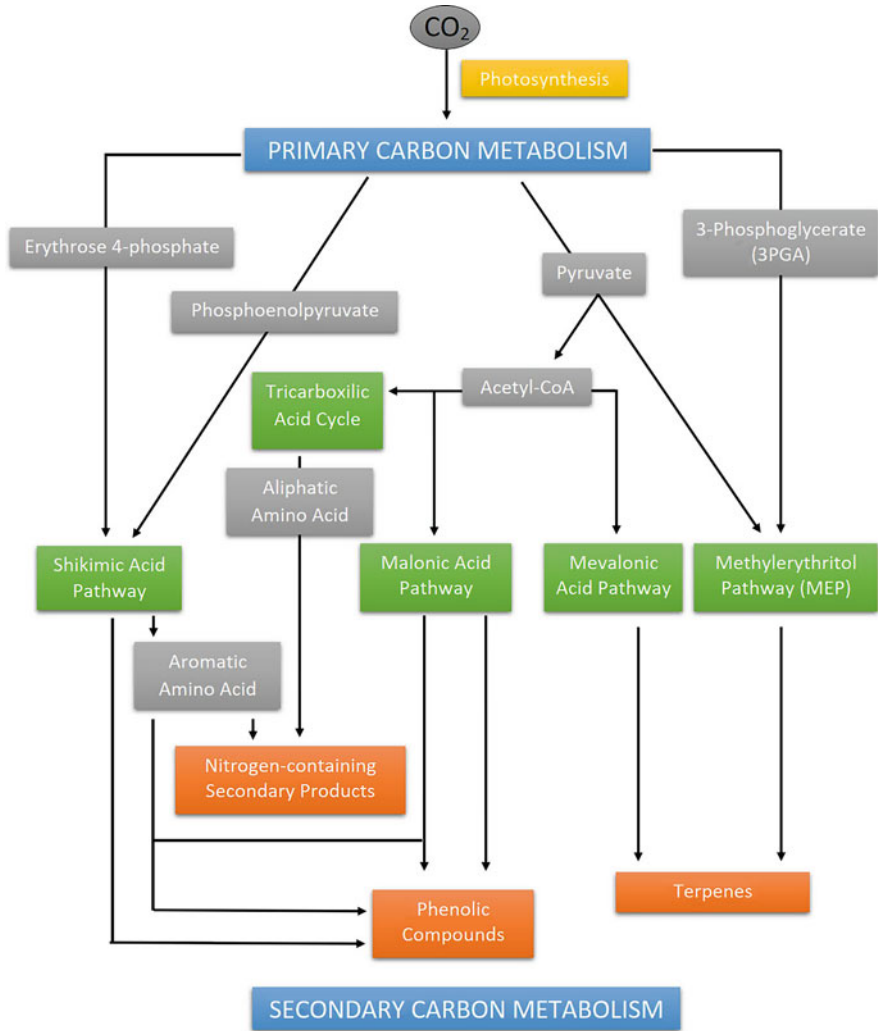 CO₂
Photosynthesis
PRIMARY CARBON METABOLISM
Erythrose 4-phosphate
3-Phosphoglycerate
(3PGA)
Pyruvate
Phosphoenolpyruvate
Acetyl-CoA
Tricarboxilic
Acid Cycle
Aliphatic
Amino Acid
Shikimic Acid
Pathway
Malonic Acid
Pathway
Mevalonic
Acid Pathway
Methylerythritol
Pathway (MEP)
Aromatic
Amino Acid
Nitrogen-containing
Secondary Products
Phenolic
Compounds
Terpenes
SECONDARY CARBON METABOLISM